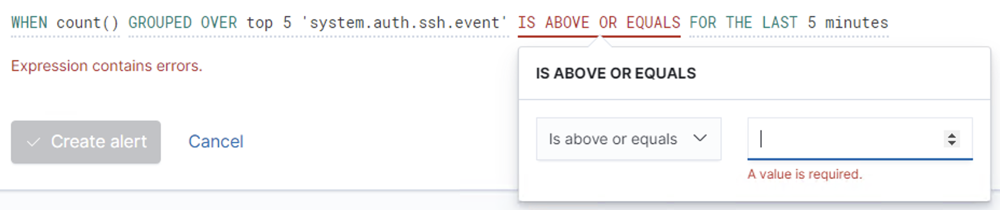 WHEN count() GROUPED OVER top 5 'system.auth.ssh.event' IS ABOVE OR EQUALS FOR THE LAST 5 minutes
Expression contains errors.
IS ABOVE OR EQUALS
Is above or equals
Create alert Cancel
A value is required.